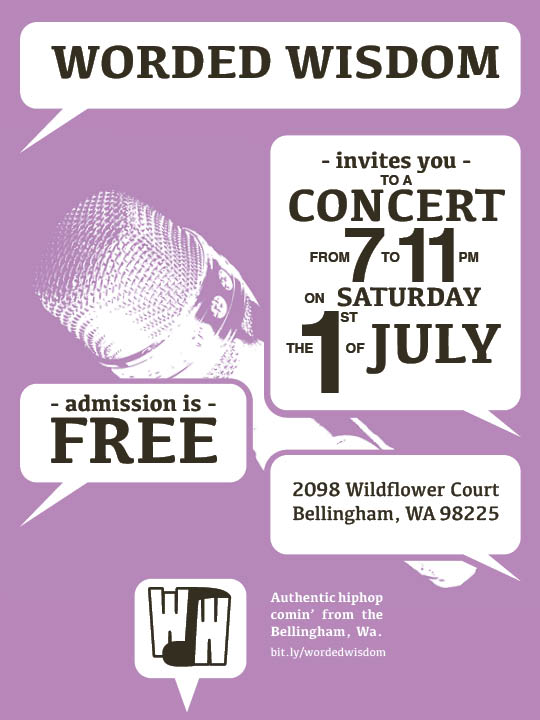 WORDED WISDOM
- invites you -
TO A
CONCERT
FROM 7 TO 11 PM
ON SATURDAY
THE 1ST OF JULY
- admission is -
FREE
2098 Wildflower Court
Bellingham, WA 98225
WW
Authentic hiphop
comin' from the
Bellingham, Wa.
bit.ly/wordedwisdom